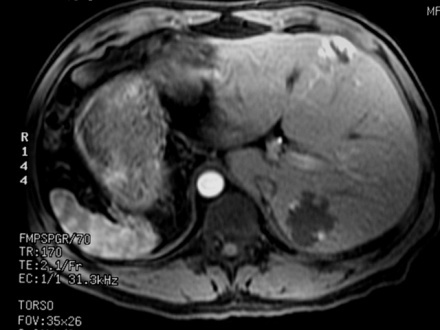 MF
R
1
4
4
FMPSPGR/70
TR:170
TE:2.1/Fr
EC:1/1 31.3kHz
TORSO
FOV:35x26